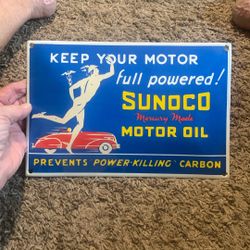 KEEP YOUR MOTOR
full powered!
SUNOCO
Mercury Made
MOTOR OIL
PREVENTS "POWER-KILLING" CARBON